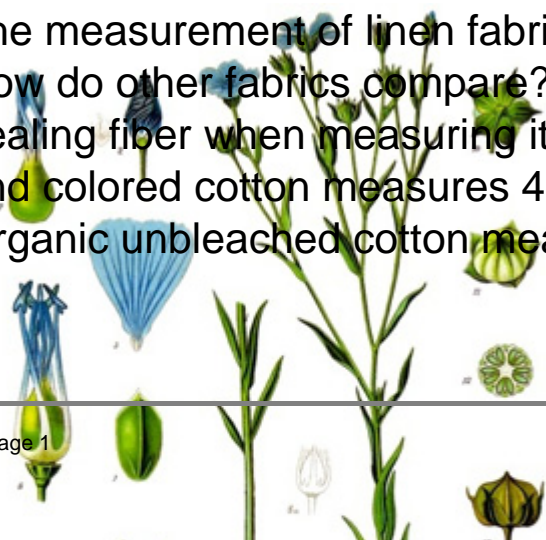 he measurement of linen fabri
ow do other fabrics compare?
ealing fiber when measuring it
nd colored cotton measures 4
rganic unbleached cotton mea
age 1